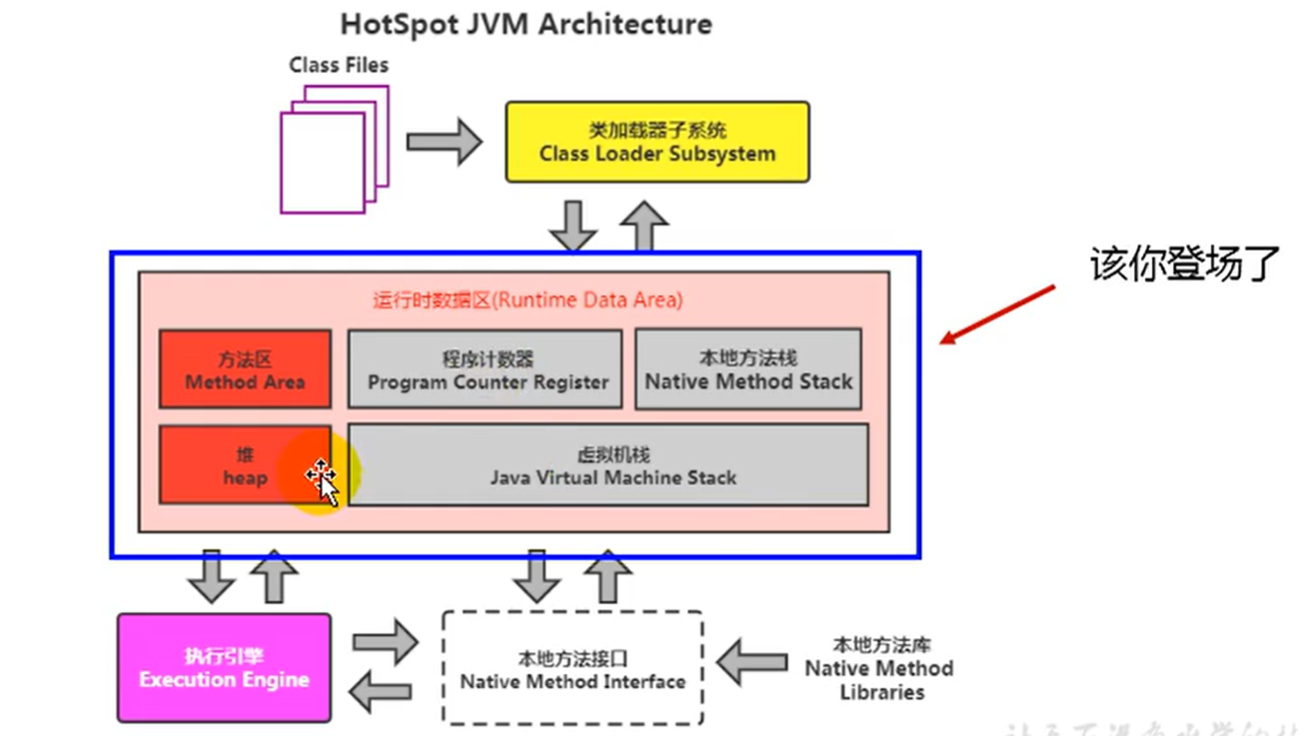 HotSpot JVM Architecture
Class Files
类加载器子系统
Class Loader Subsystem
该你登场了
运行时数据区(Runtime Data Area)
方法区
Method Area
程序计数器
Program Counter Register
本地方法栈
Native Method Stack
堆
heap
虚拟机栈
Java Virtual Machine Stack
执行引擎
Execution Engine
本地方法接口
Native Method Interface
本地方法库
Native Method
Libraries